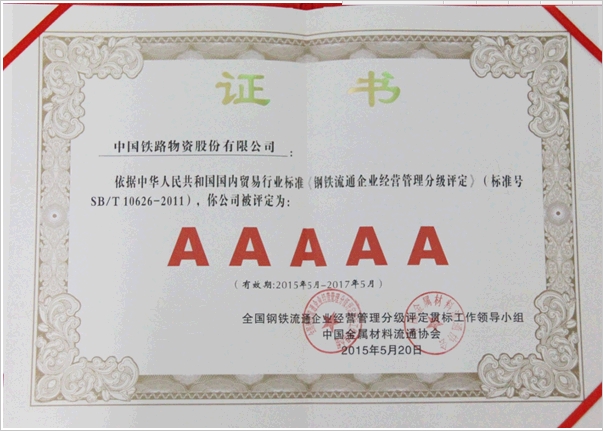 证 书
中国铁路物资股份有限公司：
依据中华人民共和国国内贸易行业标准《钢铁流通企业经营管理分级评定》（标准号
SB/T 10626-2011），你公司被评定为：
AAAAA
（有效期:2015年5月-2017年5月）
全国钢铁流通企业经营管理分级评定贯标工作领导小组
中国金属材料流通协会
2015年5月20日